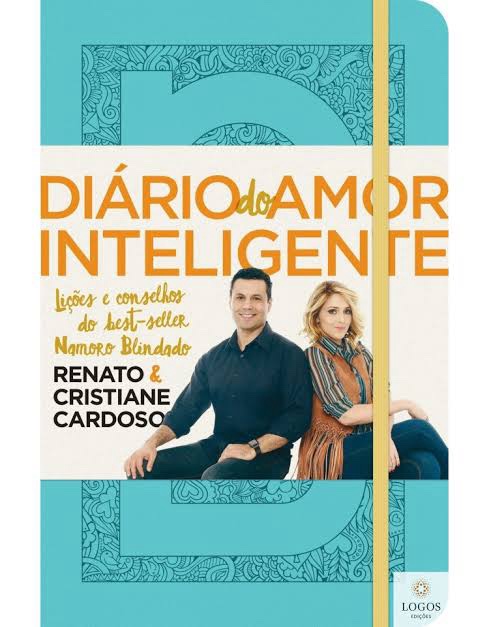 DIÁRIO do AMOR
INTELIGENTE
Lições e conselhos
do best-seller
Namoro Blindado
RENATO &
CRISTIANE
CARDOSO
LOGOS
EDIÇÕES